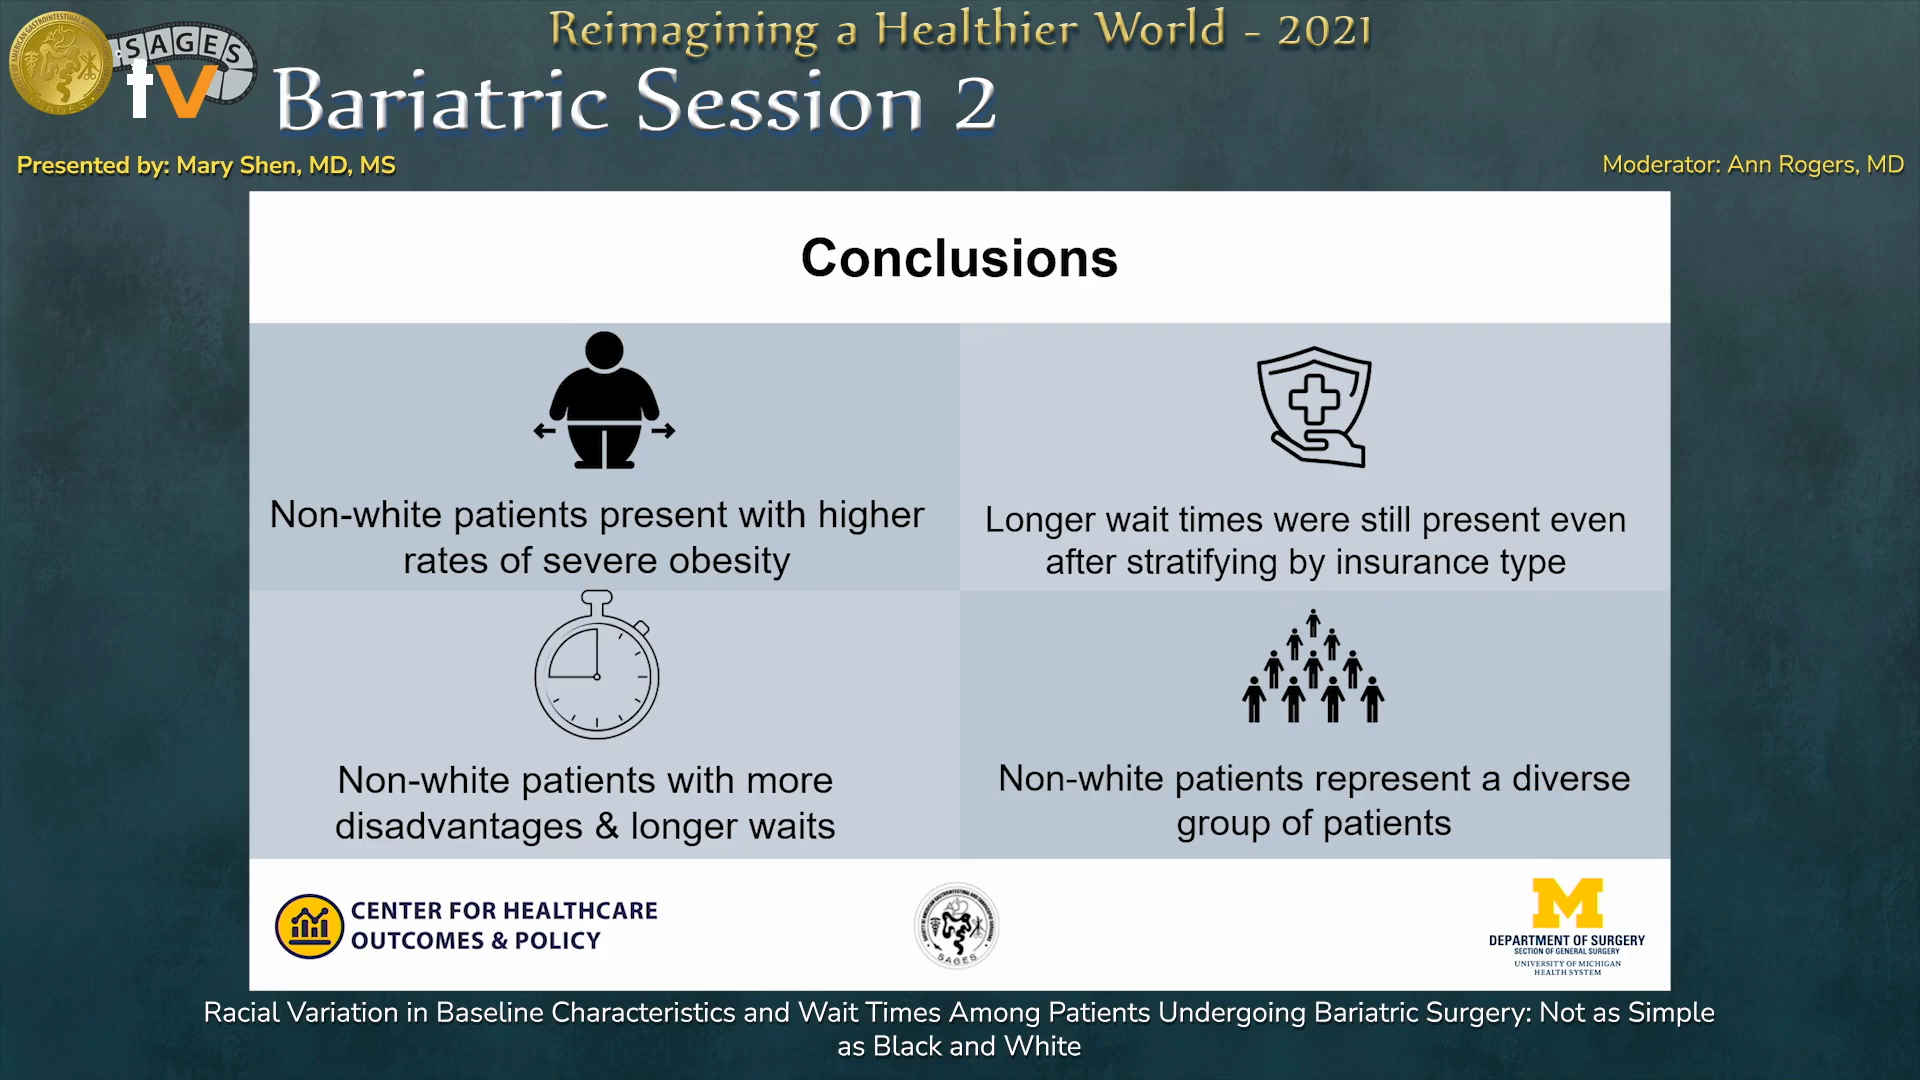 Reimagining a Healthier World - 2021
SAGES
tv
Bariatric Session 2
Presented by: Mary Shen, MD, MS
Moderator: Ann Rogers, MD
Conclusions
Non-white patients present with higher
rates of severe obesity
Longer wait times were still present even
after stratifying by insurance type
Non-white patients with more
disadvantages & longer waits
Non-white patients represent a diverse
group of patients
CENTER FOR HEALTHCARE
OUTCOMES & POLICY
SAGES
M
DEPARTMENT OF SURGERY
SECTION OF GENERAL SURGERY
UNIVERSITY OF MICHIGAN
HEALTH SYSTEM
Racial Variation in Baseline Characteristics and Wait Times Among Patients Undergoing Bariatric Surgery: Not as Simple
as Black and White